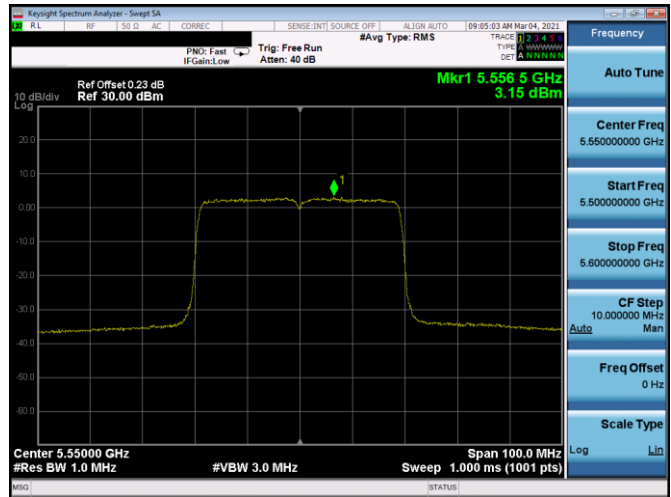 Keysight Spectrum Analyzer - Swept SA
RL RF 50 Ω AC CORREC SENSE:INT SOURCE OFF ALIGN AUTO 09:05:03 AM Mar 04, 2021
#Avg Type: RMS TRACE 1 2 3 4 5 6
PNO: Fast Trig: Free Run TYPE A WWWWW
IFGain:Low Atten: 40 dB DET A N N N N N
Mkr1 5.556 5 GHz
3.15 dBm
Ref Offset 0.23 dB
10 dB/div Ref 30.00 dBm
Log
20.0
10.0
0.00
-10.0
-20.0
-30.0
-40.0
-50.0
-60.0
1
Center 5.55000 GHz Span 100.0 MHz
#Res BW 1.0 MHz #VBW 3.0 MHz Sweep 1.000 ms (1001 pts)
MSG STATUS
Frequency
Auto Tune
Center Freq
5.550000000 GHz
Start Freq
5.500000000 GHz
Stop Freq
5.600000000 GHz
CF Step
10.000000 MHz
Auto Man
Freq Offset
0 Hz
Scale Type
Log Lin